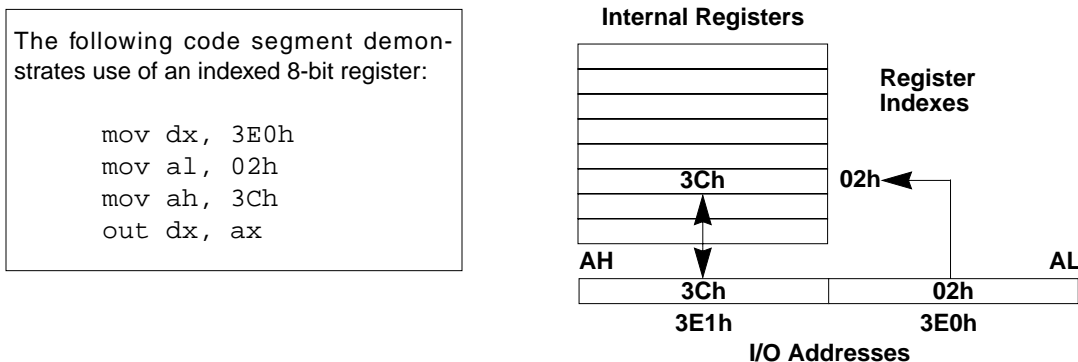 The following code segment demon-
strates use of an indexed 8-bit register:
mov dx, 3E0h
mov al, 02h
mov ah, 3Ch
out dx, ax
Internal Registers
Register
Indexes
3Ch
02h
AH
AL
3Ch
02h
3E1h
3E0h
I/O Addresses